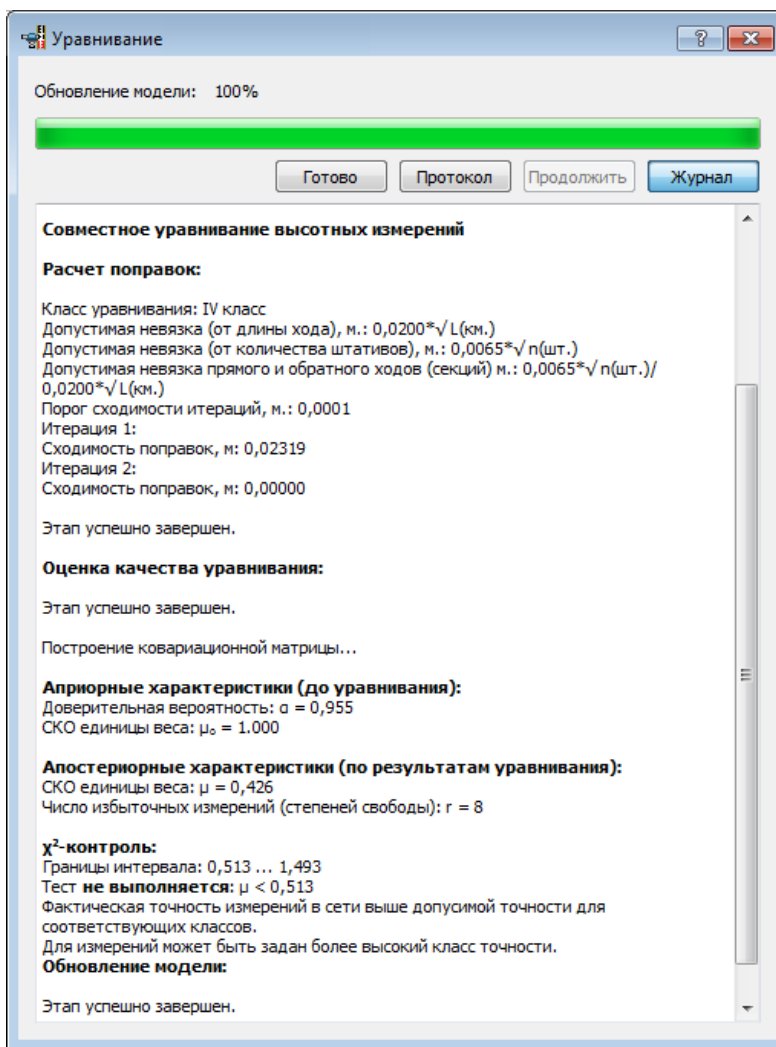 Уравнивание
Обновление модели: 100%
Готово
Протокол
Продолжить
Журнал
Совместное уравнивание высотных измерений
Расчет поправок:
Класс уравнивания: IV класс
Допустимая невязка (от длины хода), м.: 0,0200*√ L(км.)
Допустимая невязка (от количества штативов), м.: 0,0065*√ n(шт.)
Допустимая невязка прямого и обратного ходов (секций) м.: 0,0065*√ n(шт.)/
0,0200*√ L(км.)
Порог сходимости итераций, м.: 0,0001
Итерация 1:
Сходимость поправок, м: 0,02319
Итерация 2:
Сходимость поправок, м: 0,00000
Этап успешно завершен.
Оценка качества уравнивания:
Этап успешно завершен.
Построение ковариационной матрицы...
Априорные характеристики (до уравнивания):
Доверительная вероятность: α = 0,955
СКО единицы веса: μ₀ = 1.000
Апостериорные характеристики (по результатам уравнивания):
СКО единицы веса: μ = 0,426
Число избыточных измерений (степеней свободы): r = 8
χ²-контроль:
Границы интервала: 0,513 ... 1,493
Тест не выполняется: μ < 0,513
Фактическая точность измерений в сети выше допусимой точности для
соответствующих классов.
Для измерений может быть задан более высокий класс точности.
Обновление модели:
Этап успешно завершен.